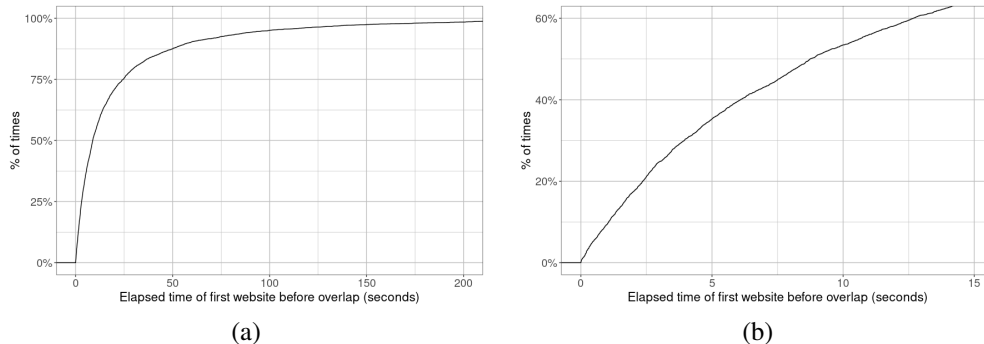 100%
75%
50%
25%
0%
% of times
0 50 100 150 200
Elapsed time of first website before overlap (seconds)
(a)
60%
40%
20%
0%
% of times
0 5 10 15
Elapsed time of first website before overlap (seconds)
(b)